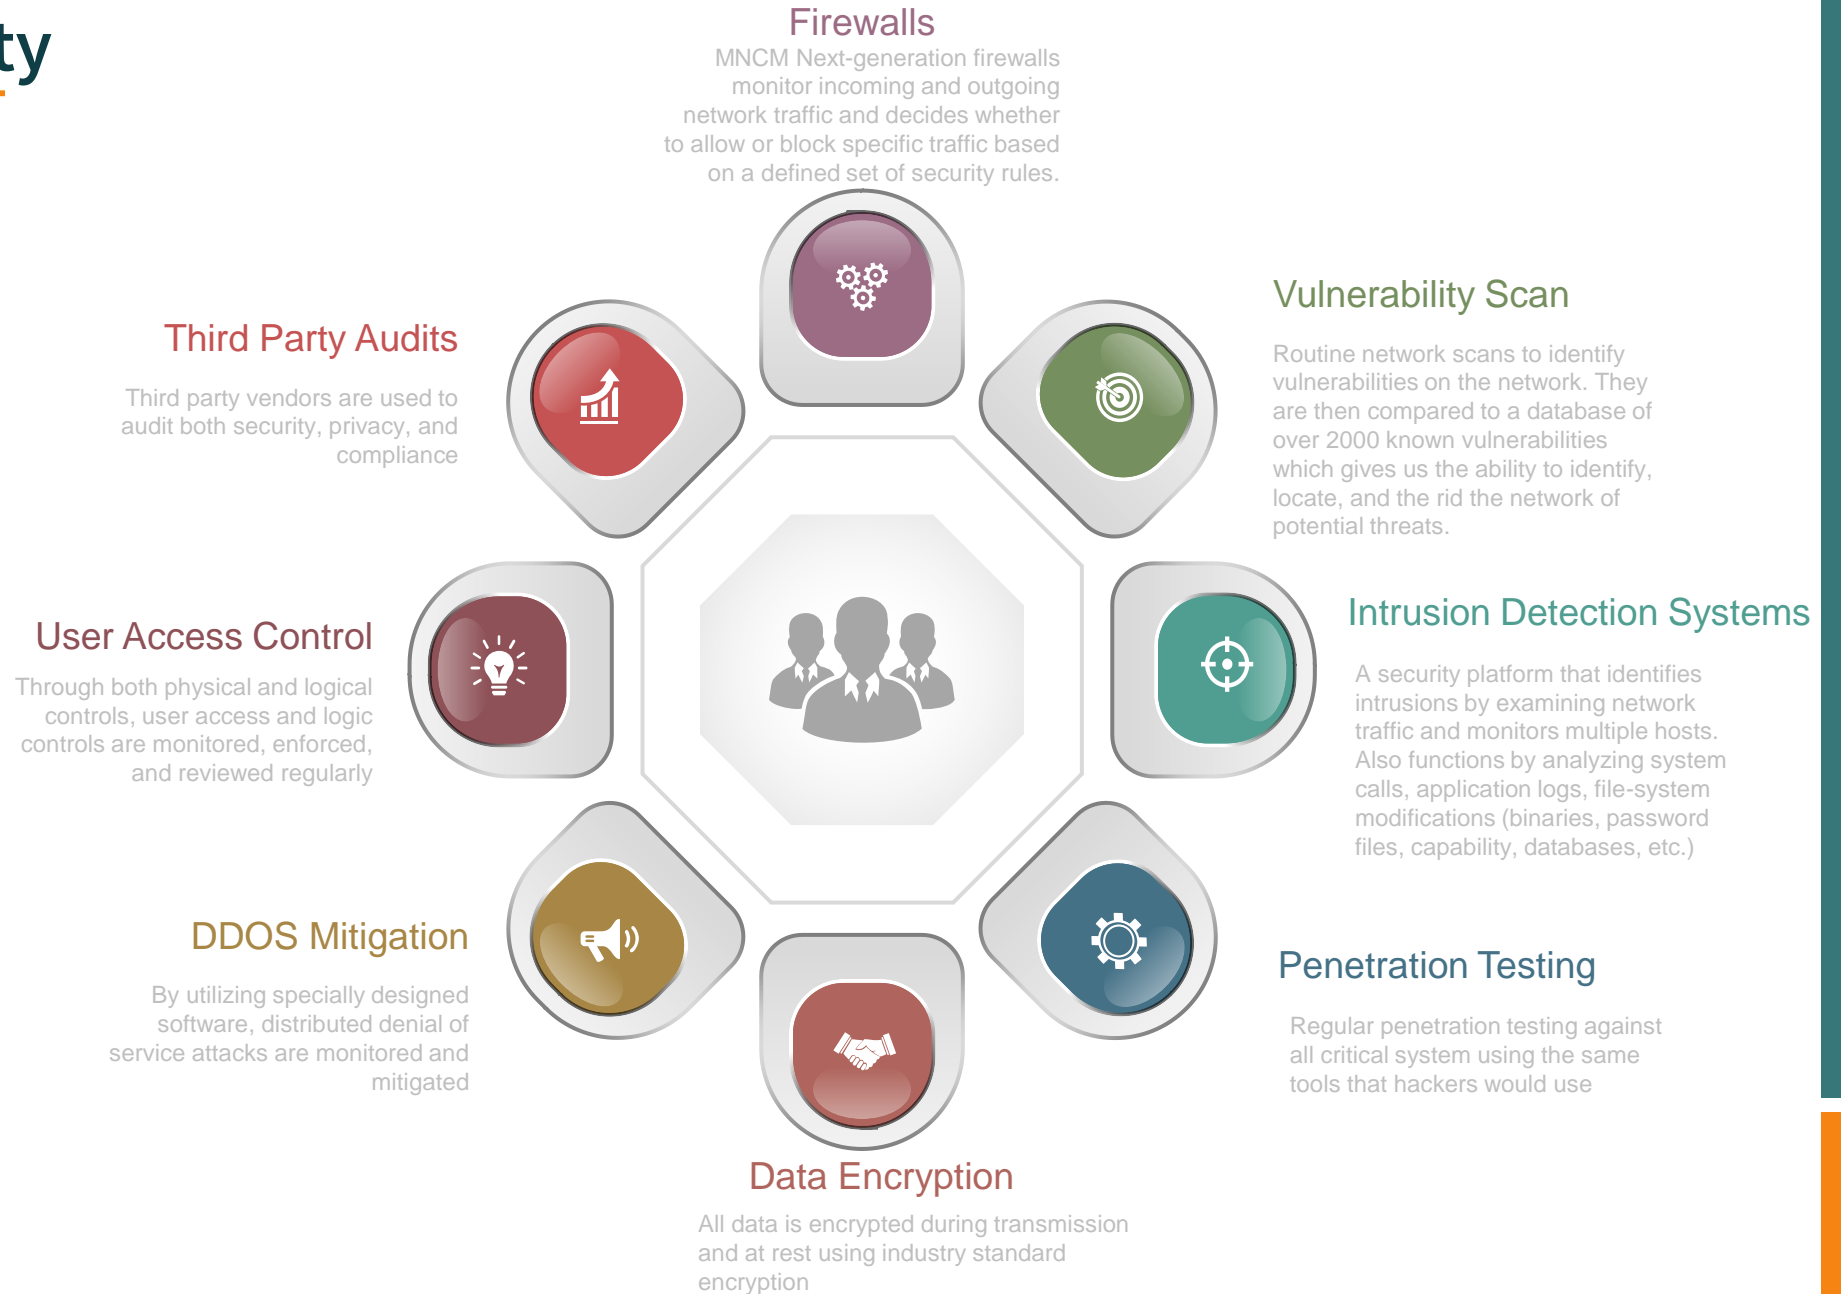 ty
Firewalls
MNCM Next-generation firewalls
monitor incoming and outgoing
network traffic and decides whether
to allow or block specific traffic based
on a defined set of security rules.
Vulnerability Scan
Routine network scans to identify
vulnerabilities on the network. They
are then compared to a database of
over 2000 known vulnerabilities
which gives us the ability to identify,
locate, and the rid the network of
potential threats.
Intrusion Detection Systems
A security platform that identifies
intrusions by examining network
traffic and monitors multiple hosts.
Also functions by analyzing system
calls, application logs, file-system
modifications (binaries, password
files, capability, databases, etc.)
Penetration Testing
Regular penetration testing against
all critical system using the same
tools that hackers would use
Data Encryption
All data is encrypted during transmission
and at rest using industry standard
encryption
DDOS Mitigation
By utilizing specially designed
software, distributed denial of
service attacks are monitored and
mitigated
User Access Control
Through both physical and logical
controls, user access and logic
controls are monitored, enforced,
and reviewed regularly
Third Party Audits
Third party vendors are used to
audit both security, privacy, and
compliance